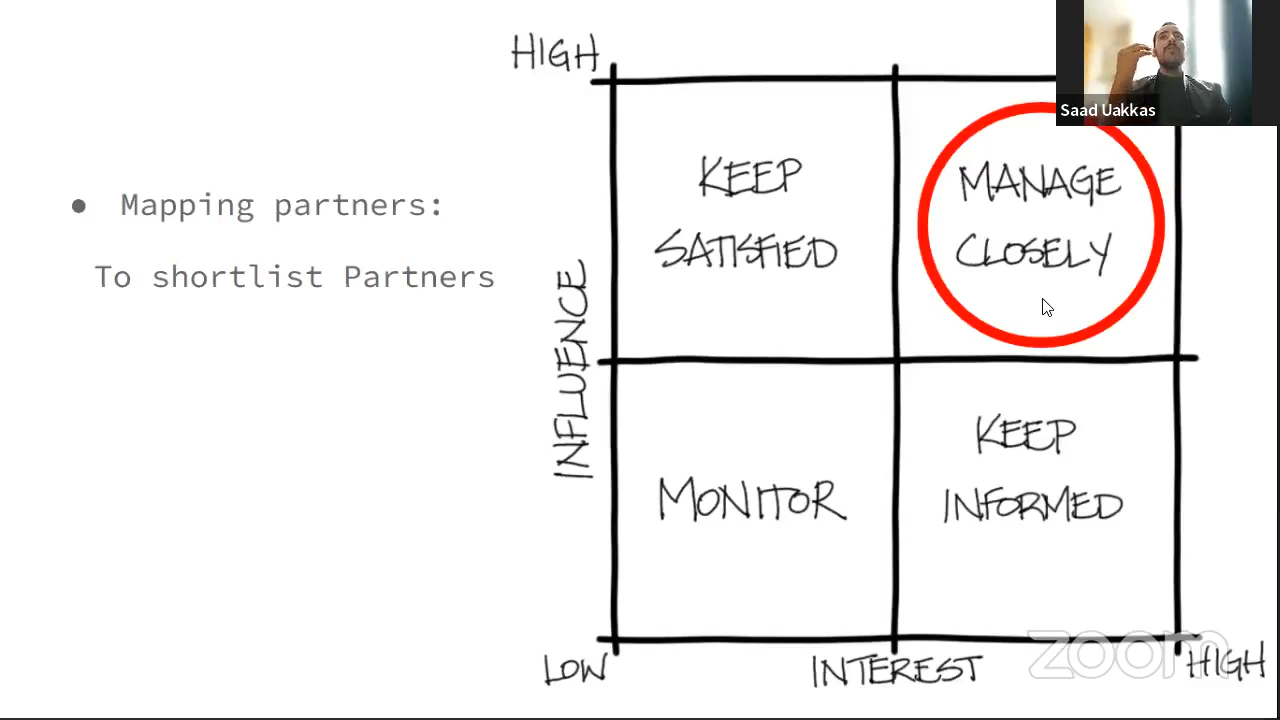 HIGH
Saad Uakkas
KEEP
SATISFIED
MANAGE
CLOSELY
● Mapping partners:
To shortlist Partners
INFLUENCE
MONITOR
KEEP
INFORMED
LOW
INTEREST
HIGH
zoom